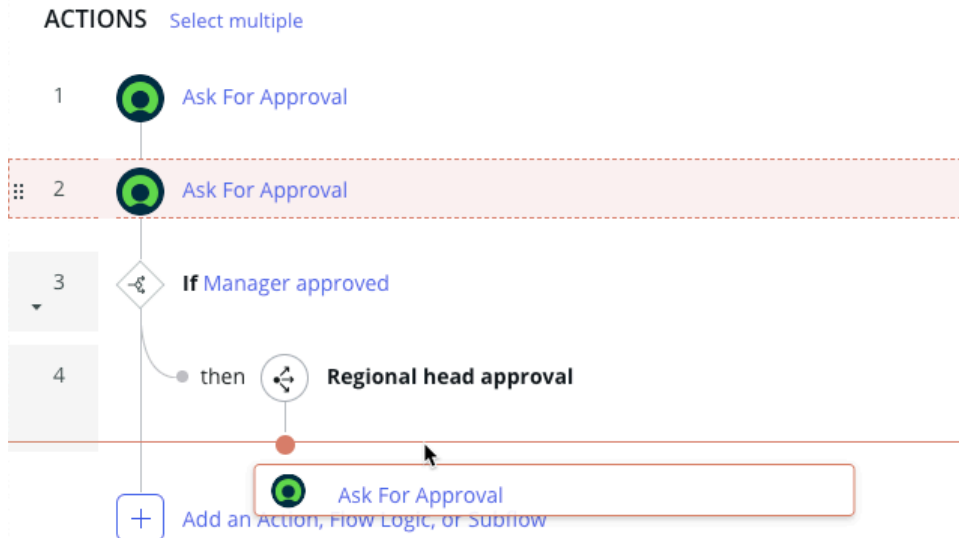 ACTIONS Select multiple
1 Ask For Approval
2 Ask For Approval
3 If Manager approved
4 then Regional head approval
Ask For Approval
Add an Action, Flow Logic, or Subflow